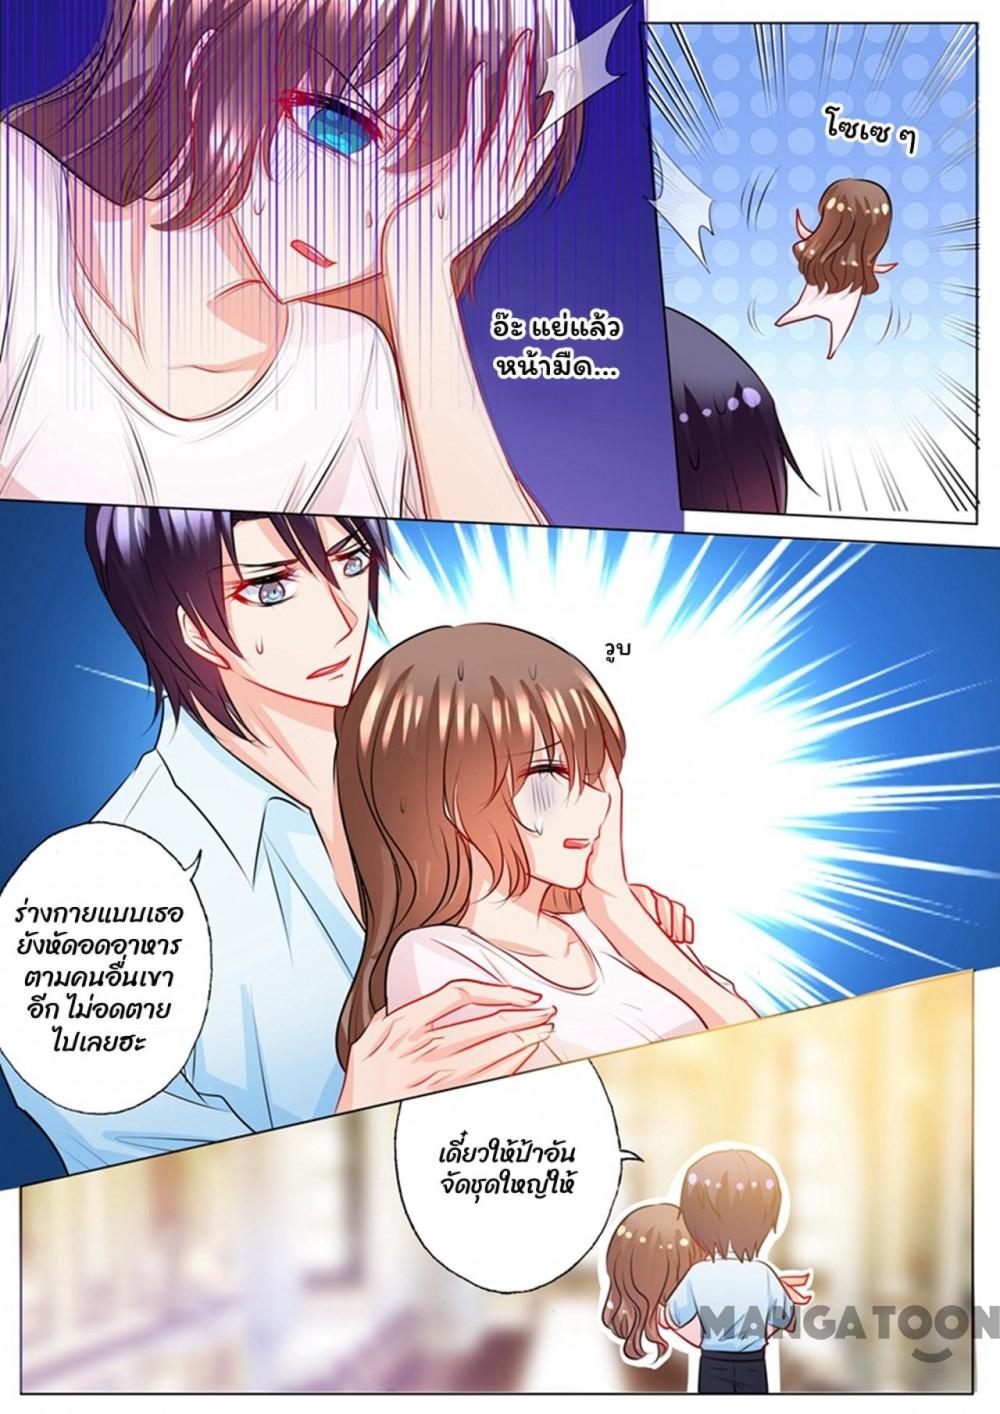 อ๊ะ แย่แล้ว
หน้ามืด...
โซเซ ๆ
วูบ
ร่างกายแบบเธอ
ยังหัดอดอาหาร
ตามคนอื่นเขา
อีก ไม่อดตาย
ไปเลยฮะ
เดี๋ยวให้ป้าอัน
จัดชุดใหญ่ให้
MANGATOON